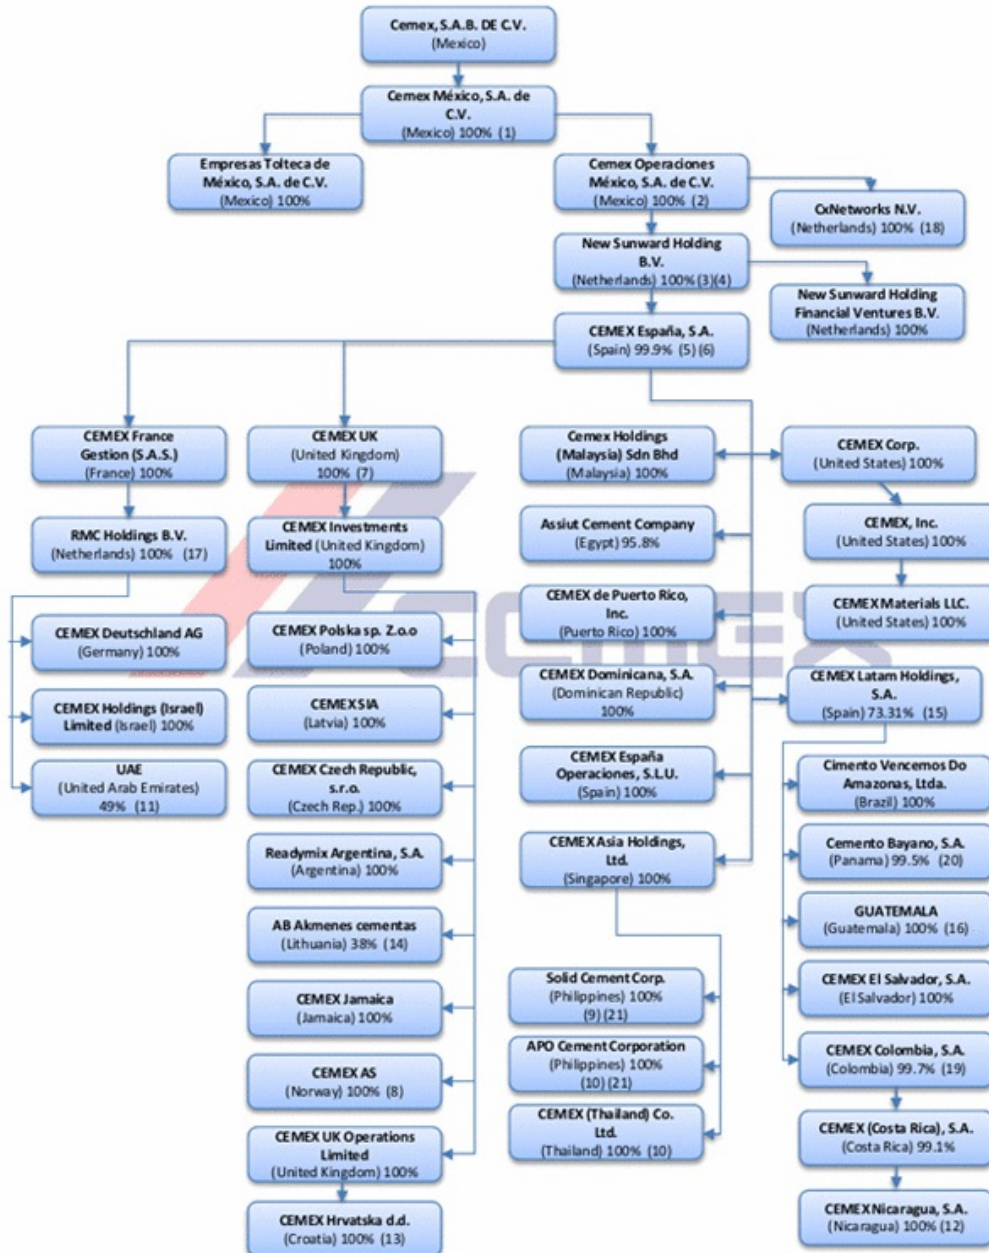 Cemex, S.A.B. DE C.V.
(Mexico)
Cemex México, S.A. de
C.V.
(Mexico) 100% (1)
Empresas Tolteca de
México, S.A. de C.V.
(Mexico) 100%
Cemex Operaciones
México, S.A. de C.V.
(Mexico) 100% (2)
CxNetworks N.V.
(Netherlands) 100% (18)
New Sunward Holding
B.V.
(Netherlands) 100% (3)(4)
New Sunward Holding
Financial Ventures B.V.
(Netherlands) 100%
CEMEX España, S.A.
(Spain) 99.9% (5) (6)
CEMEX France
Gestion (S.A.S.)
(France) 100%
RMC Holdings B.V.
(Netherlands) 100% (17)
CEMEX Deutschland AG
(Germany) 100%
CEMEX Holdings (Israel)
Limited (Israel) 100%
UAE
(United Arab Emirates)
49% (11)
CEMEX UK
(United Kingdom)
100% (7)
CEMEX Investments
Limited (United Kingdom)
100%
CEMEX Polska sp. Z.o.o
(Poland) 100%
CEMEX SIA
(Latvia) 100%
CEMEX Czech Republic,
s.r.o.
(Czech Rep.) 100%
Readymix Argentina, S.A.
(Argentina) 100%
AB Akmenes cementas
(Lithuania) 38% (14)
CEMEX Jamaica
(Jamaica) 100%
CEMEX AS
(Norway) 100% (8)
CEMEX UK Operations
Limited
(United Kingdom) 100%
CEMEX Hrvatska d.d.
(Croatia) 100% (13)
Cemex Holdings
(Malaysia) Sdn Bhd
(Malaysia) 100%
Assiut Cement Company
(Egypt) 95.8%
CEMEX de Puerto Rico,
Inc.
(Puerto Rico) 100%
CEMEX Dominicana, S.A.
(Dominican Republic)
100%
CEMEX España
Operaciones, S.L.U.
(Spain) 100%
CEMEX Asia Holdings,
Ltd.
(Singapore) 100%
Solid Cement Corp.
(Philippines) 100%
(9) (21)
APO Cement Corporation
(Philippines) 100%
(10) (21)
CEMEX (Thailand) Co.
Ltd.
(Thailand) 100% (10)
CEMEX Corp.
(United States) 100%
CEMEX, Inc.
(United States) 100%
CEMEX Materials LLC.
(United States) 100%
CEMEX Latam Holdings,
S.A.
(Spain) 73.31% (15)
Cimento Vencemos Do
Amazonas, Ltda.
(Brazil) 100%
Cemento Bayano, S.A.
(Panama) 99.5% (20)
GUATEMALA
(Guatemala) 100% (16)
CEMEX El Salvador, S.A.
(El Salvador) 100%
CEMEX Colombia, S.A.
(Colombia) 99.7% (19)
CEMEX (Costa Rica), S.A.
(Costa Rica) 99.1%
CEMEX Nicaragua, S.A.
(Nicaragua) 100% (12)
CEMEX